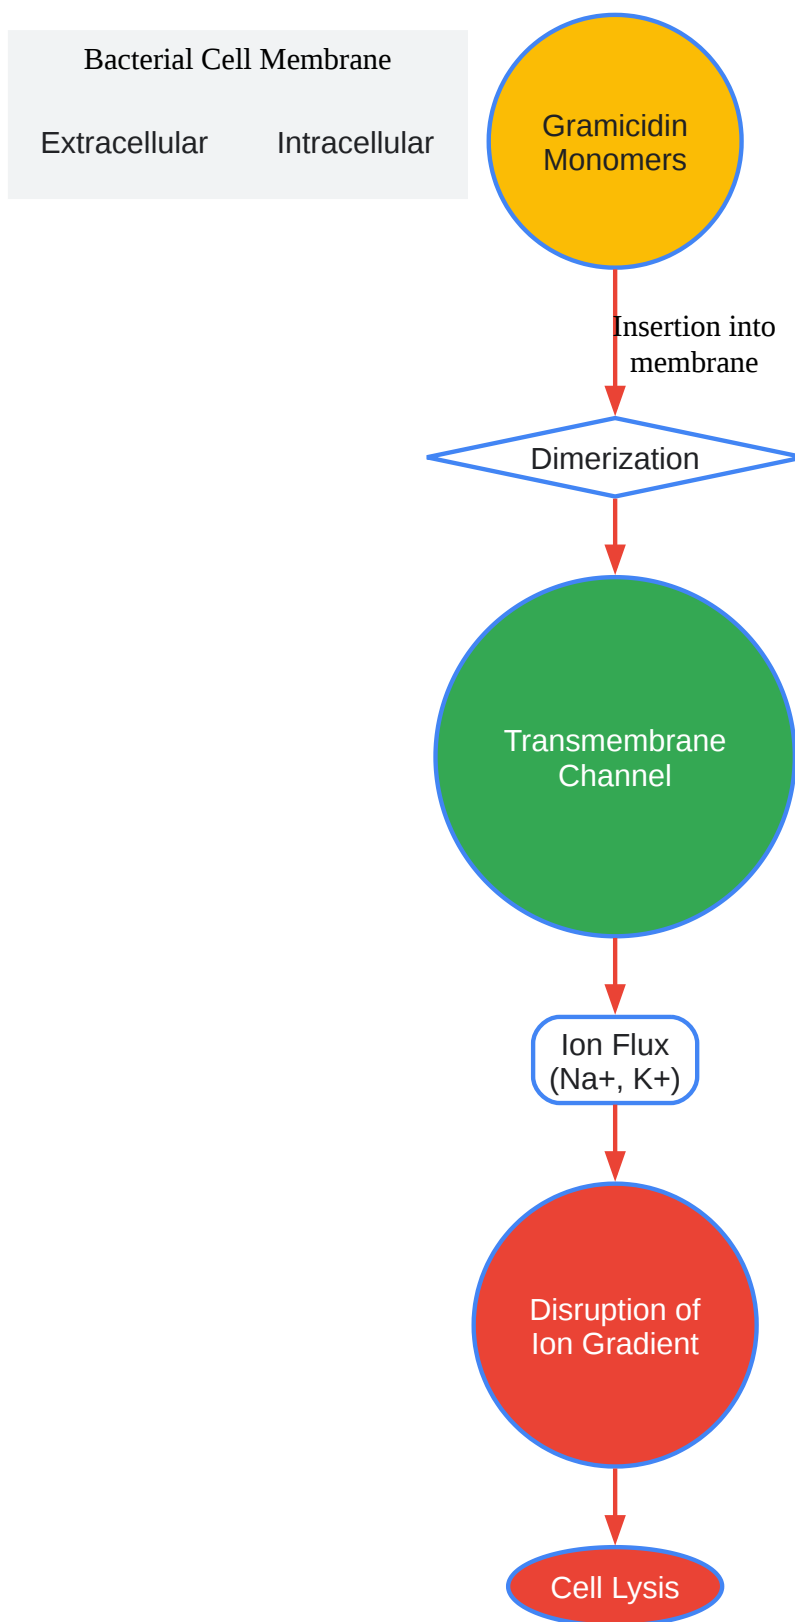 Bacterial Cell Membrane
Extracellular
Intracellular
Gramicidin
Monomers
Insertion into
membrane
Dimerization
Transmembrane
Channel
Ion Flux
(Na+, K+)
Disruption of
Ion Gradient
Cell Lysis